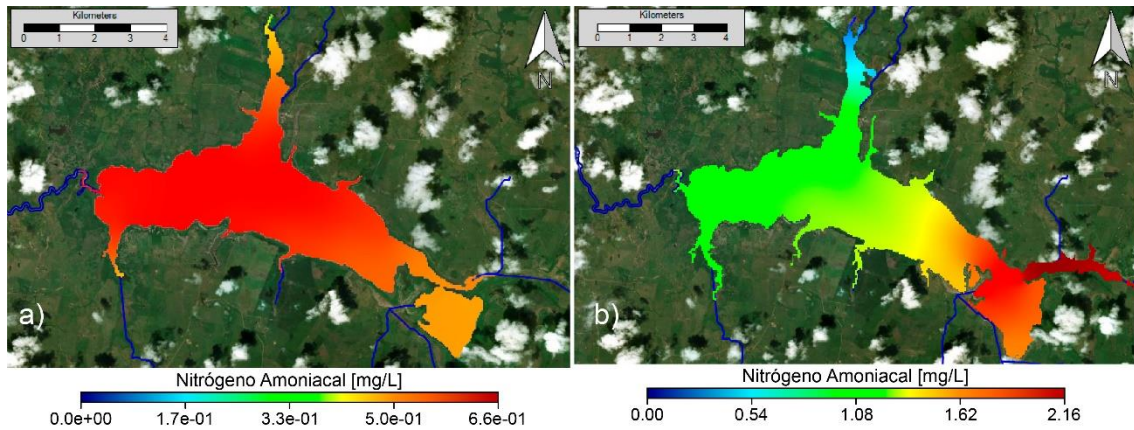 Kilometers
0 1 2 3 4
N
a)
Nitrógeno Amoniacal [mg/L]
0.0e+00 1.7e-01 3.3e-01 5.0e-01 6.6e-01
Kilometers
0 1 2 3 4
N
b)
Nitrógeno Amoniacal [mg/L]
0.00 0.54 1.08 1.62 2.16